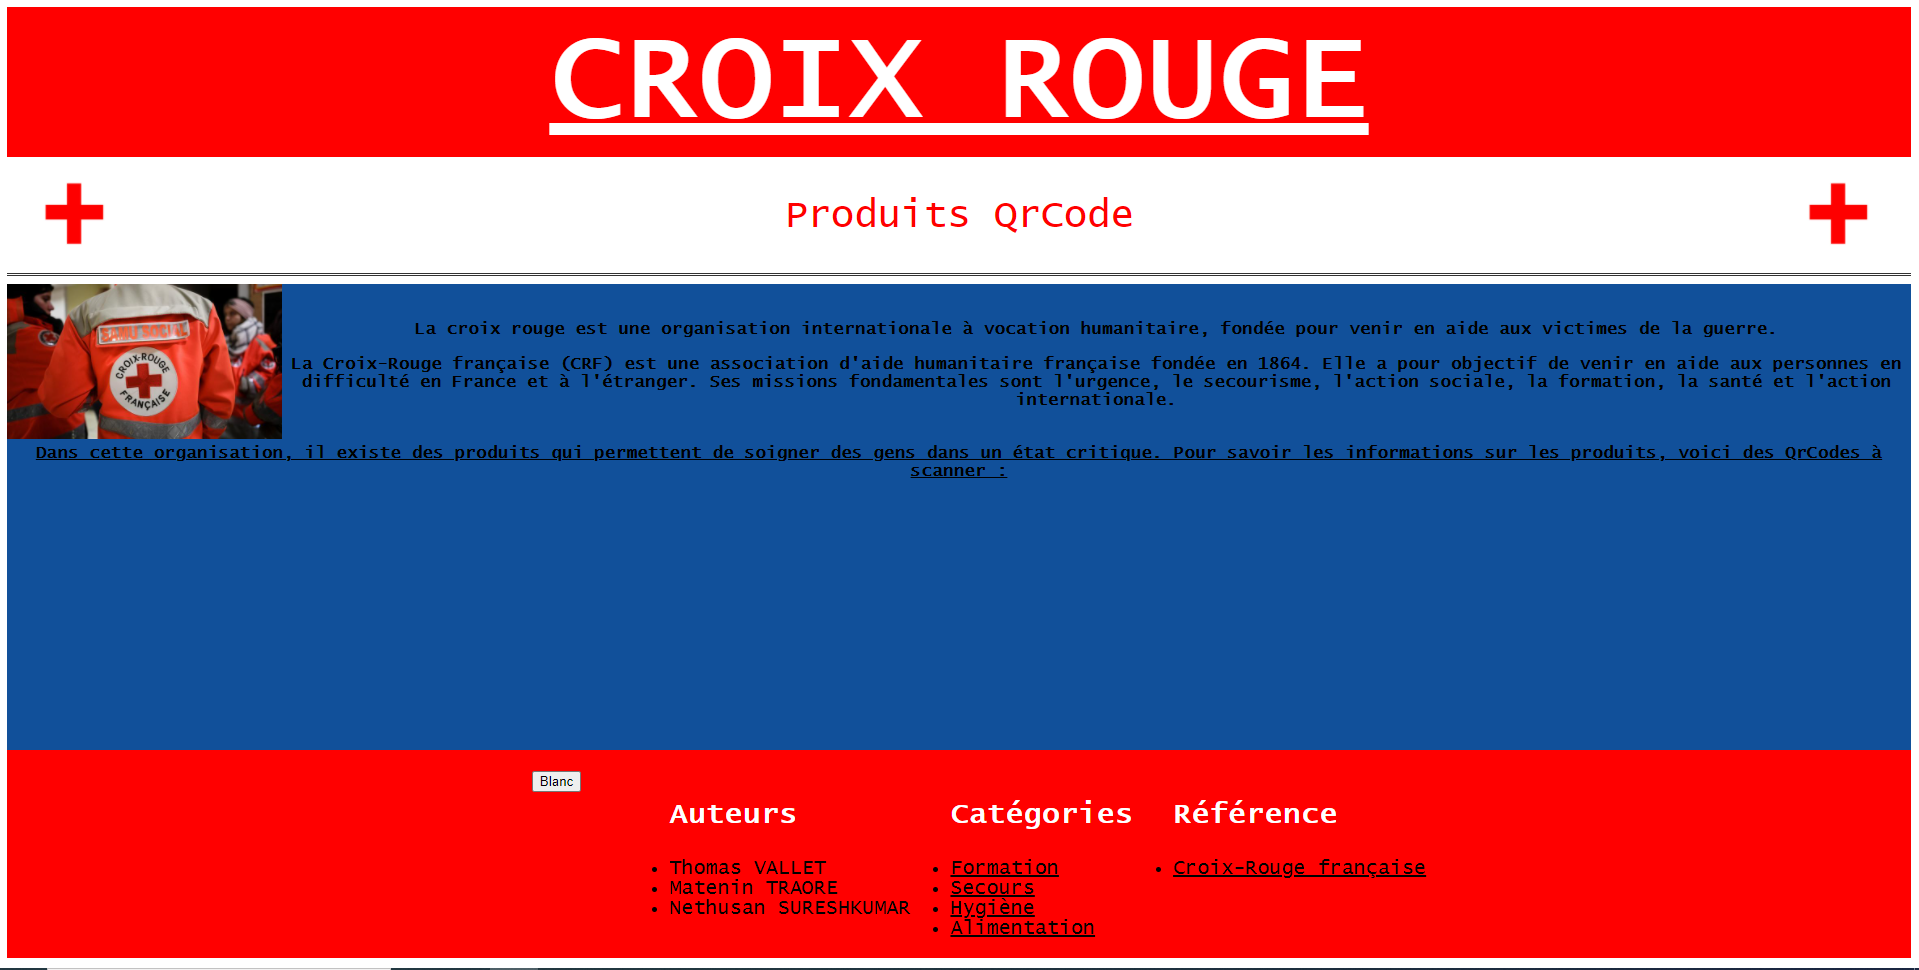 CROIX ROUGE
Produits QrCode
SAMU SOCIAL
CROIX-ROUGE
FRANÇAISE
La croix rouge est une organisation internationale à vocation humanitaire, fondée pour venir en aide aux victimes de la guerre.
La Croix-Rouge française (CRF) est une association d'aide humanitaire française fondée en 1864. Elle a pour objectif de venir en aide aux personnes en
difficulté en France et à l'étranger. Ses missions fondamentales sont l'urgence, le secourisme, l'action sociale, la formation, la santé et l'action
internationale.
Dans cette organisation, il existe des produits qui permettent de soigner des gens dans un état critique. Pour savoir les informations sur les produits, voici des QrCodes à
scanner :
Blanc
Auteurs
Thomas VALLET
Matenin TRAORE
Nethusan SURESHKUMAR
Catégories
Formation
Secours
Hygiène
Alimentation
Référence
Croix-Rouge française